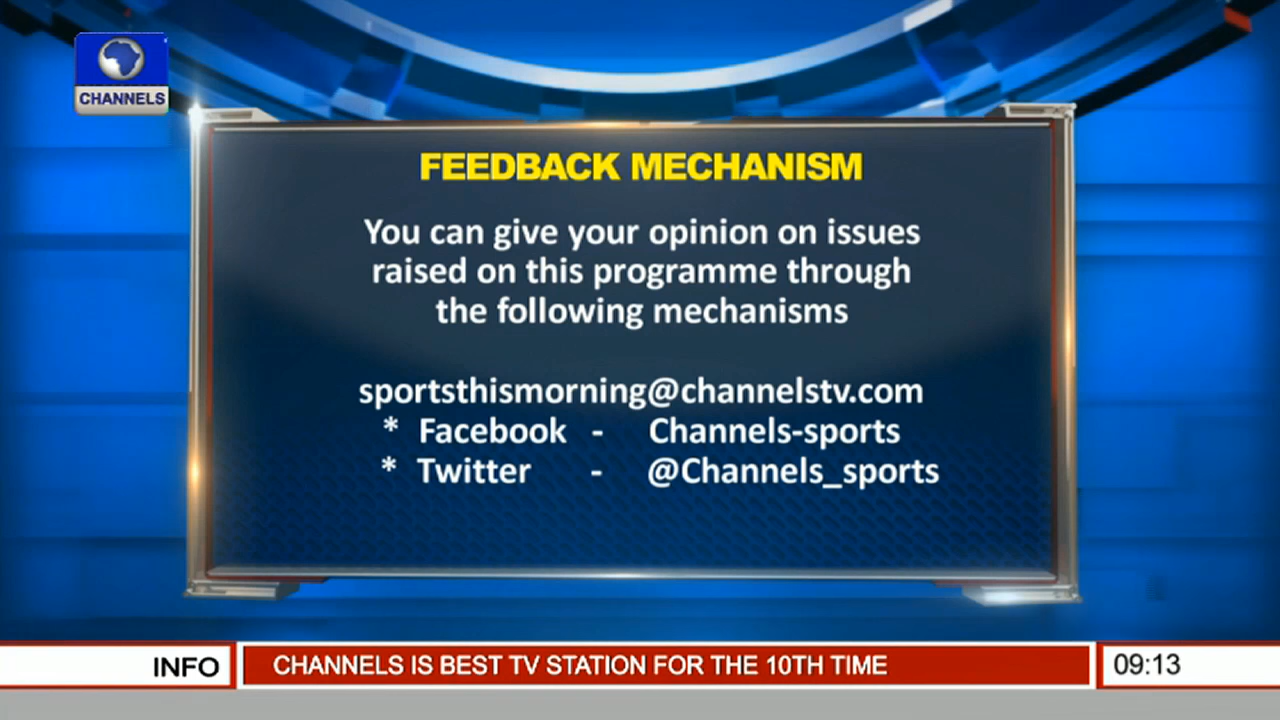 CHANNELS
FEEDBACK MECHANISM
You can give your opinion on issues
raised on this programme through
the following mechanisms
sportsthismorning@channelstv.com
* Facebook - Channels-sports
* Twitter - @Channels_sports
INFO
CHANNELS IS BEST TV STATION FOR THE 10TH TIME
09:13